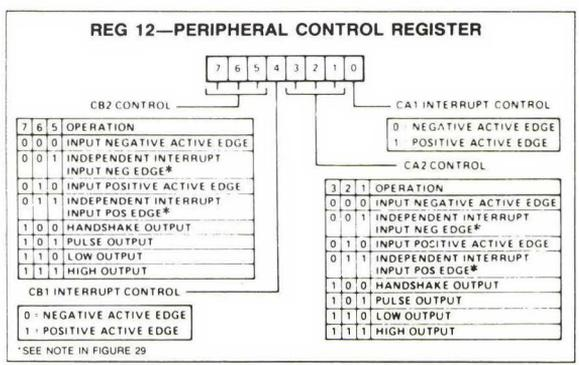 REG 12—PERIPHERAL CONTROL REGISTER
7 6 5 4 3 2 1 0
CB2 CONTROL
7 6 5 OPERATION
0 0 0 INPUT NEGATIVE ACTIVE EDGE
0 0 1 INDEPENDENT INTERRUPT
INPUT NEG EDGE*
0 1 0 INPUT POSITIVE ACTIVE EDGE
0 1 1 INDEPENDENT INTERRUPT
INPUT POS EDGE*
1 0 0 HANDSHAKE OUTPUT
1 0 1 PULSE OUTPUT
1 1 0 LOW OUTPUT
1 1 1 HIGH OUTPUT
CB1 INTERRUPT CONTROL
0 = NEGATIVE ACTIVE EDGE
1 = POSITIVE ACTIVE EDGE
*SEE NOTE IN FIGURE 29
CA1 INTERRUPT CONTROL
0 = NEGATIVE ACTIVE EDGE
1 = POSITIVE ACTIVE EDGE
CA2 CONTROL
3 2 1 OPERATION
0 0 0 INPUT NEGATIVE ACTIVE EDGE
0 0 1 INDEPENDENT INTERRUPT
INPUT NEG EDGE*
0 1 0 INPUT POSITIVE ACTIVE EDGE
0 1 1 INDEPENDENT INTERRUPT
INPUT POS EDGE*
1 0 0 HANDSHAKE OUTPUT
1 0 1 PULSE OUTPUT
1 1 0 LOW OUTPUT
1 1 1 HIGH OUTPUT